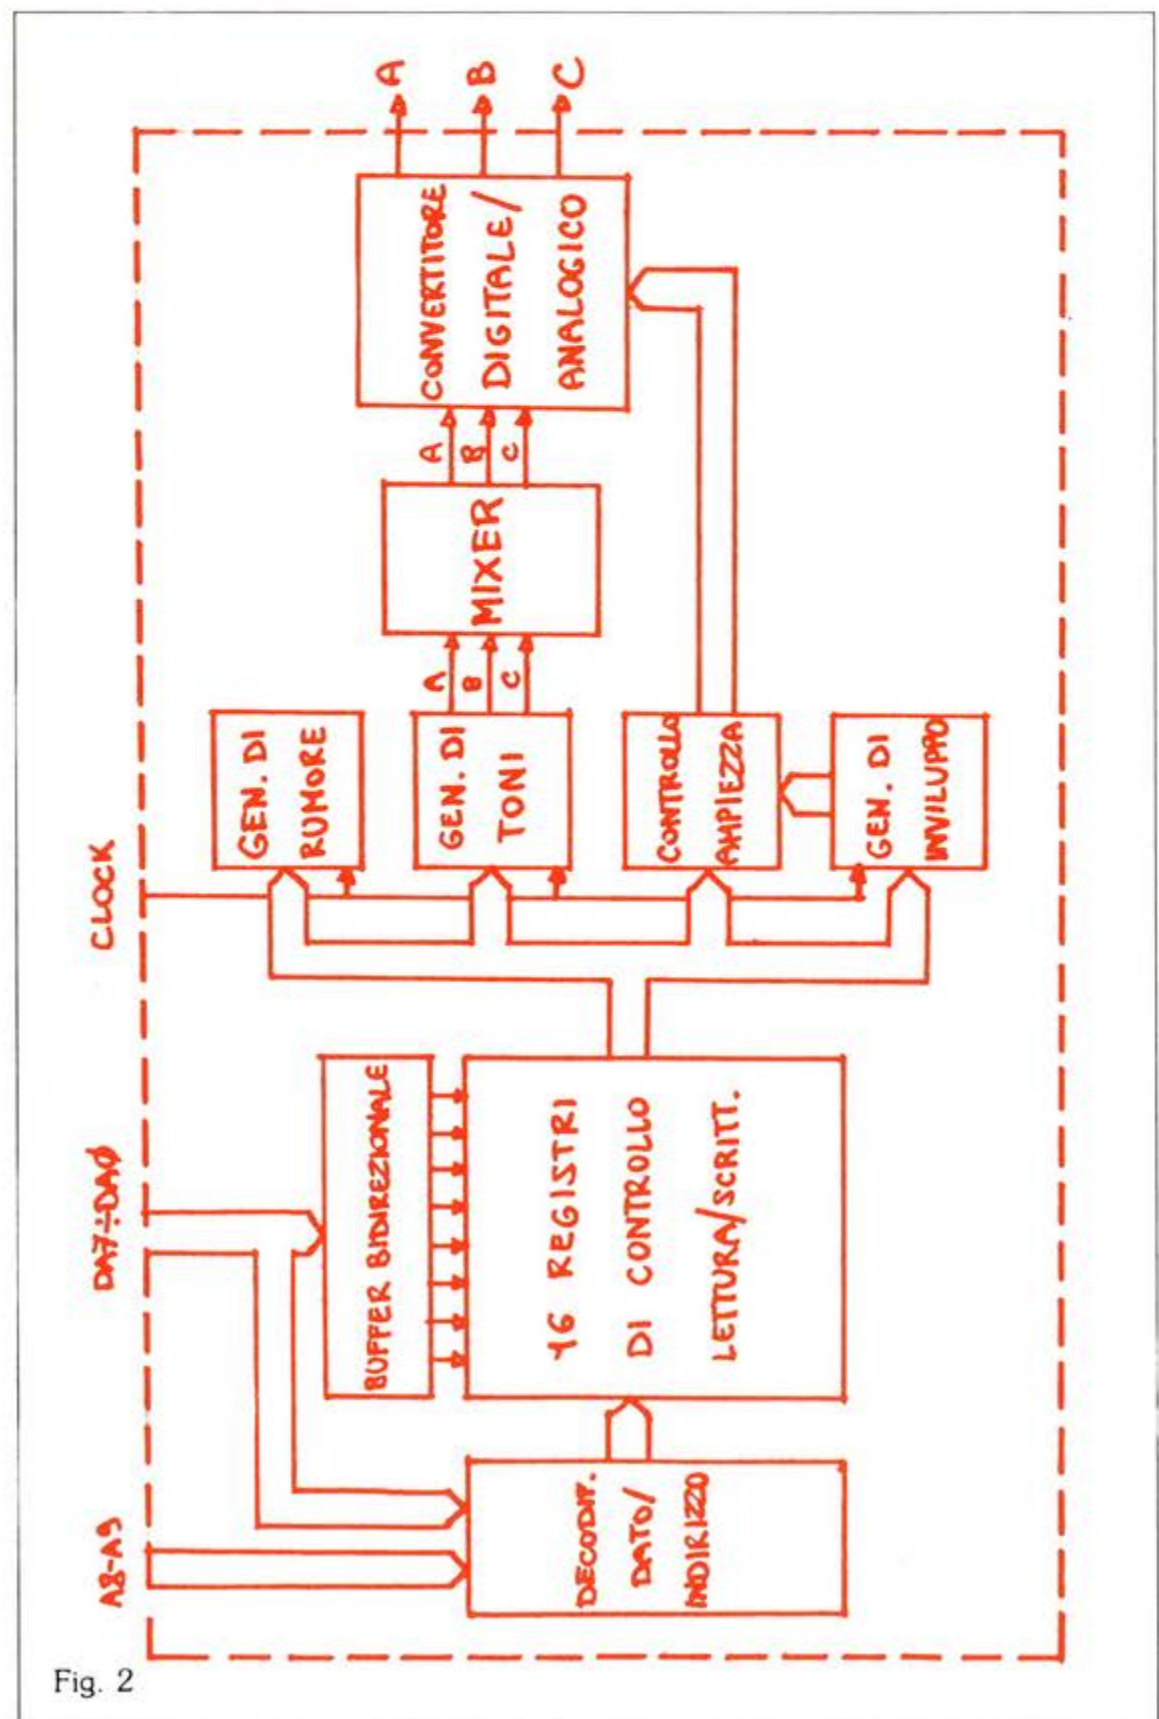 A8-A9
DA7÷DAØ
CLOCK
DECODIF.
DATO/
INDIRIZZO
BUFFER BIDIREZIONALE
16 REGISTRI
DI CONTROLLO
LETTURA/SCRITT.
GEN. DI
RUMORE
GEN. DI
TONI
CONTROLLO
AMPIEZZA
GEN. DI
INVILUPPO
A
B
C
MIXER
A
B
C
CONVERTITORE
DIGITALE/
ANALOGICO
A
B
C
Fig. 2